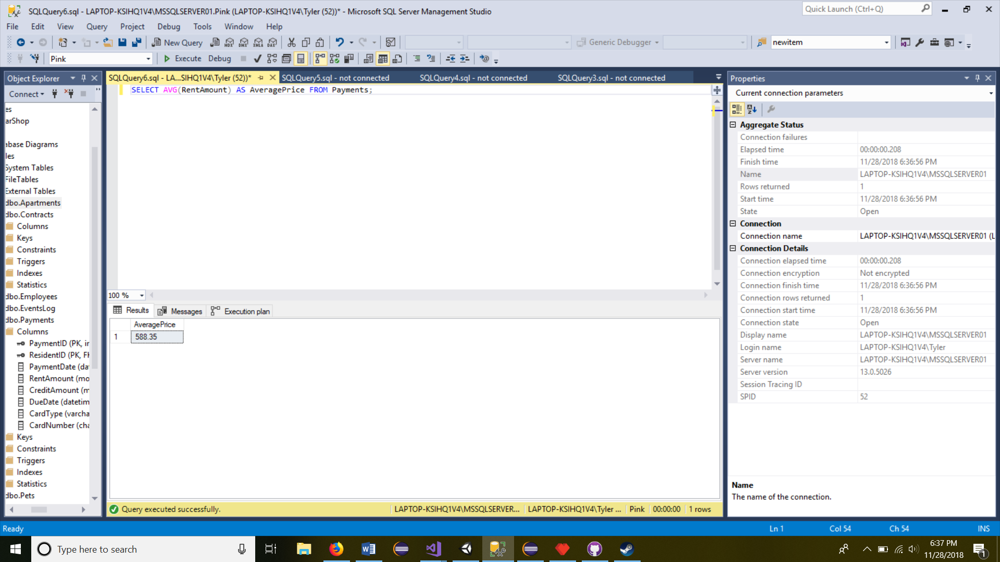 SQLQuery6.sql - LAPTOP-KSIHQ1V4\MSSQLSERVER01.Pink (LAPTOP-KSIHQ1V4\Tyler (52))* - Microsoft SQL Server Management Studio
Quick Launch (Ctrl+Q)
File Edit View Query Project Debug Tools Window Help
New Query
MDX DMX XMLA DAX
Generic Debugger
newitem
Pink
Execute Debug
Object Explorer
Connect
es
arShop
abase Diagrams
les
System Tables
FileTables
External Tables
dbo.Apartments
dbo.Contracts
Columns
Keys
Constraints
Triggers
Indexes
Statistics
dbo.Employees
dbo.EventsLog
dbo.Payments
Columns
PaymentID (PK, in
ResidentID (PK, FK
PaymentDate (da
RentAmount (mo
CreditAmount (m
DueDate (datetim
CardType (varcha
CardNumber (cha
Keys
Constraints
Triggers
Indexes
Statistics
dbo.Pets
SQLQuery6.sql - LA...SIHQ1V4\Tyler (52))* SQLQuery5.sql - not connected SQLQuery4.sql - not connected SQLQuery3.sql - not connected
SELECT AVG(RentAmount) AS AveragePrice FROM Payments;
100 %
Results Messages Execution plan
AveragePrice
1 588.35
Query executed successfully. LAPTOP-KSIHQ1V4\MSSQLSERVER... LAPTOP-KSIHQ1V4\Tyler ... Pink 00:00:00 1 rows
Properties
Current connection parameters
Aggregate Status
Connection failures
Elapsed time 00:00:00.208
Finish time 11/28/2018 6:36:56 PM
Name LAPTOP-KSIHQ1V4\MSSQLSERVER01
Rows returned 1
Start time 11/28/2018 6:36:56 PM
State Open
Connection
Connection name LAPTOP-KSIHQ1V4\MSSQLSERVER01 (L
Connection Details
Connection elapsed time 00:00:00.208
Connection encryption Not encrypted
Connection finish time 11/28/2018 6:36:56 PM
Connection rows returned 1
Connection start time 11/28/2018 6:36:56 PM
Connection state Open
Display name LAPTOP-KSIHQ1V4\MSSQLSERVER01
Login name LAPTOP-KSIHQ1V4\Tyler
Server name LAPTOP-KSIHQ1V4\MSSQLSERVER01
Server version 13.0.5026
Session Tracing ID
SPID 52
Name
The name of the connection.
Ready Ln 1 Col 54 Ch 54 INS
Type here to search
6:37 PM
11/28/2018
1